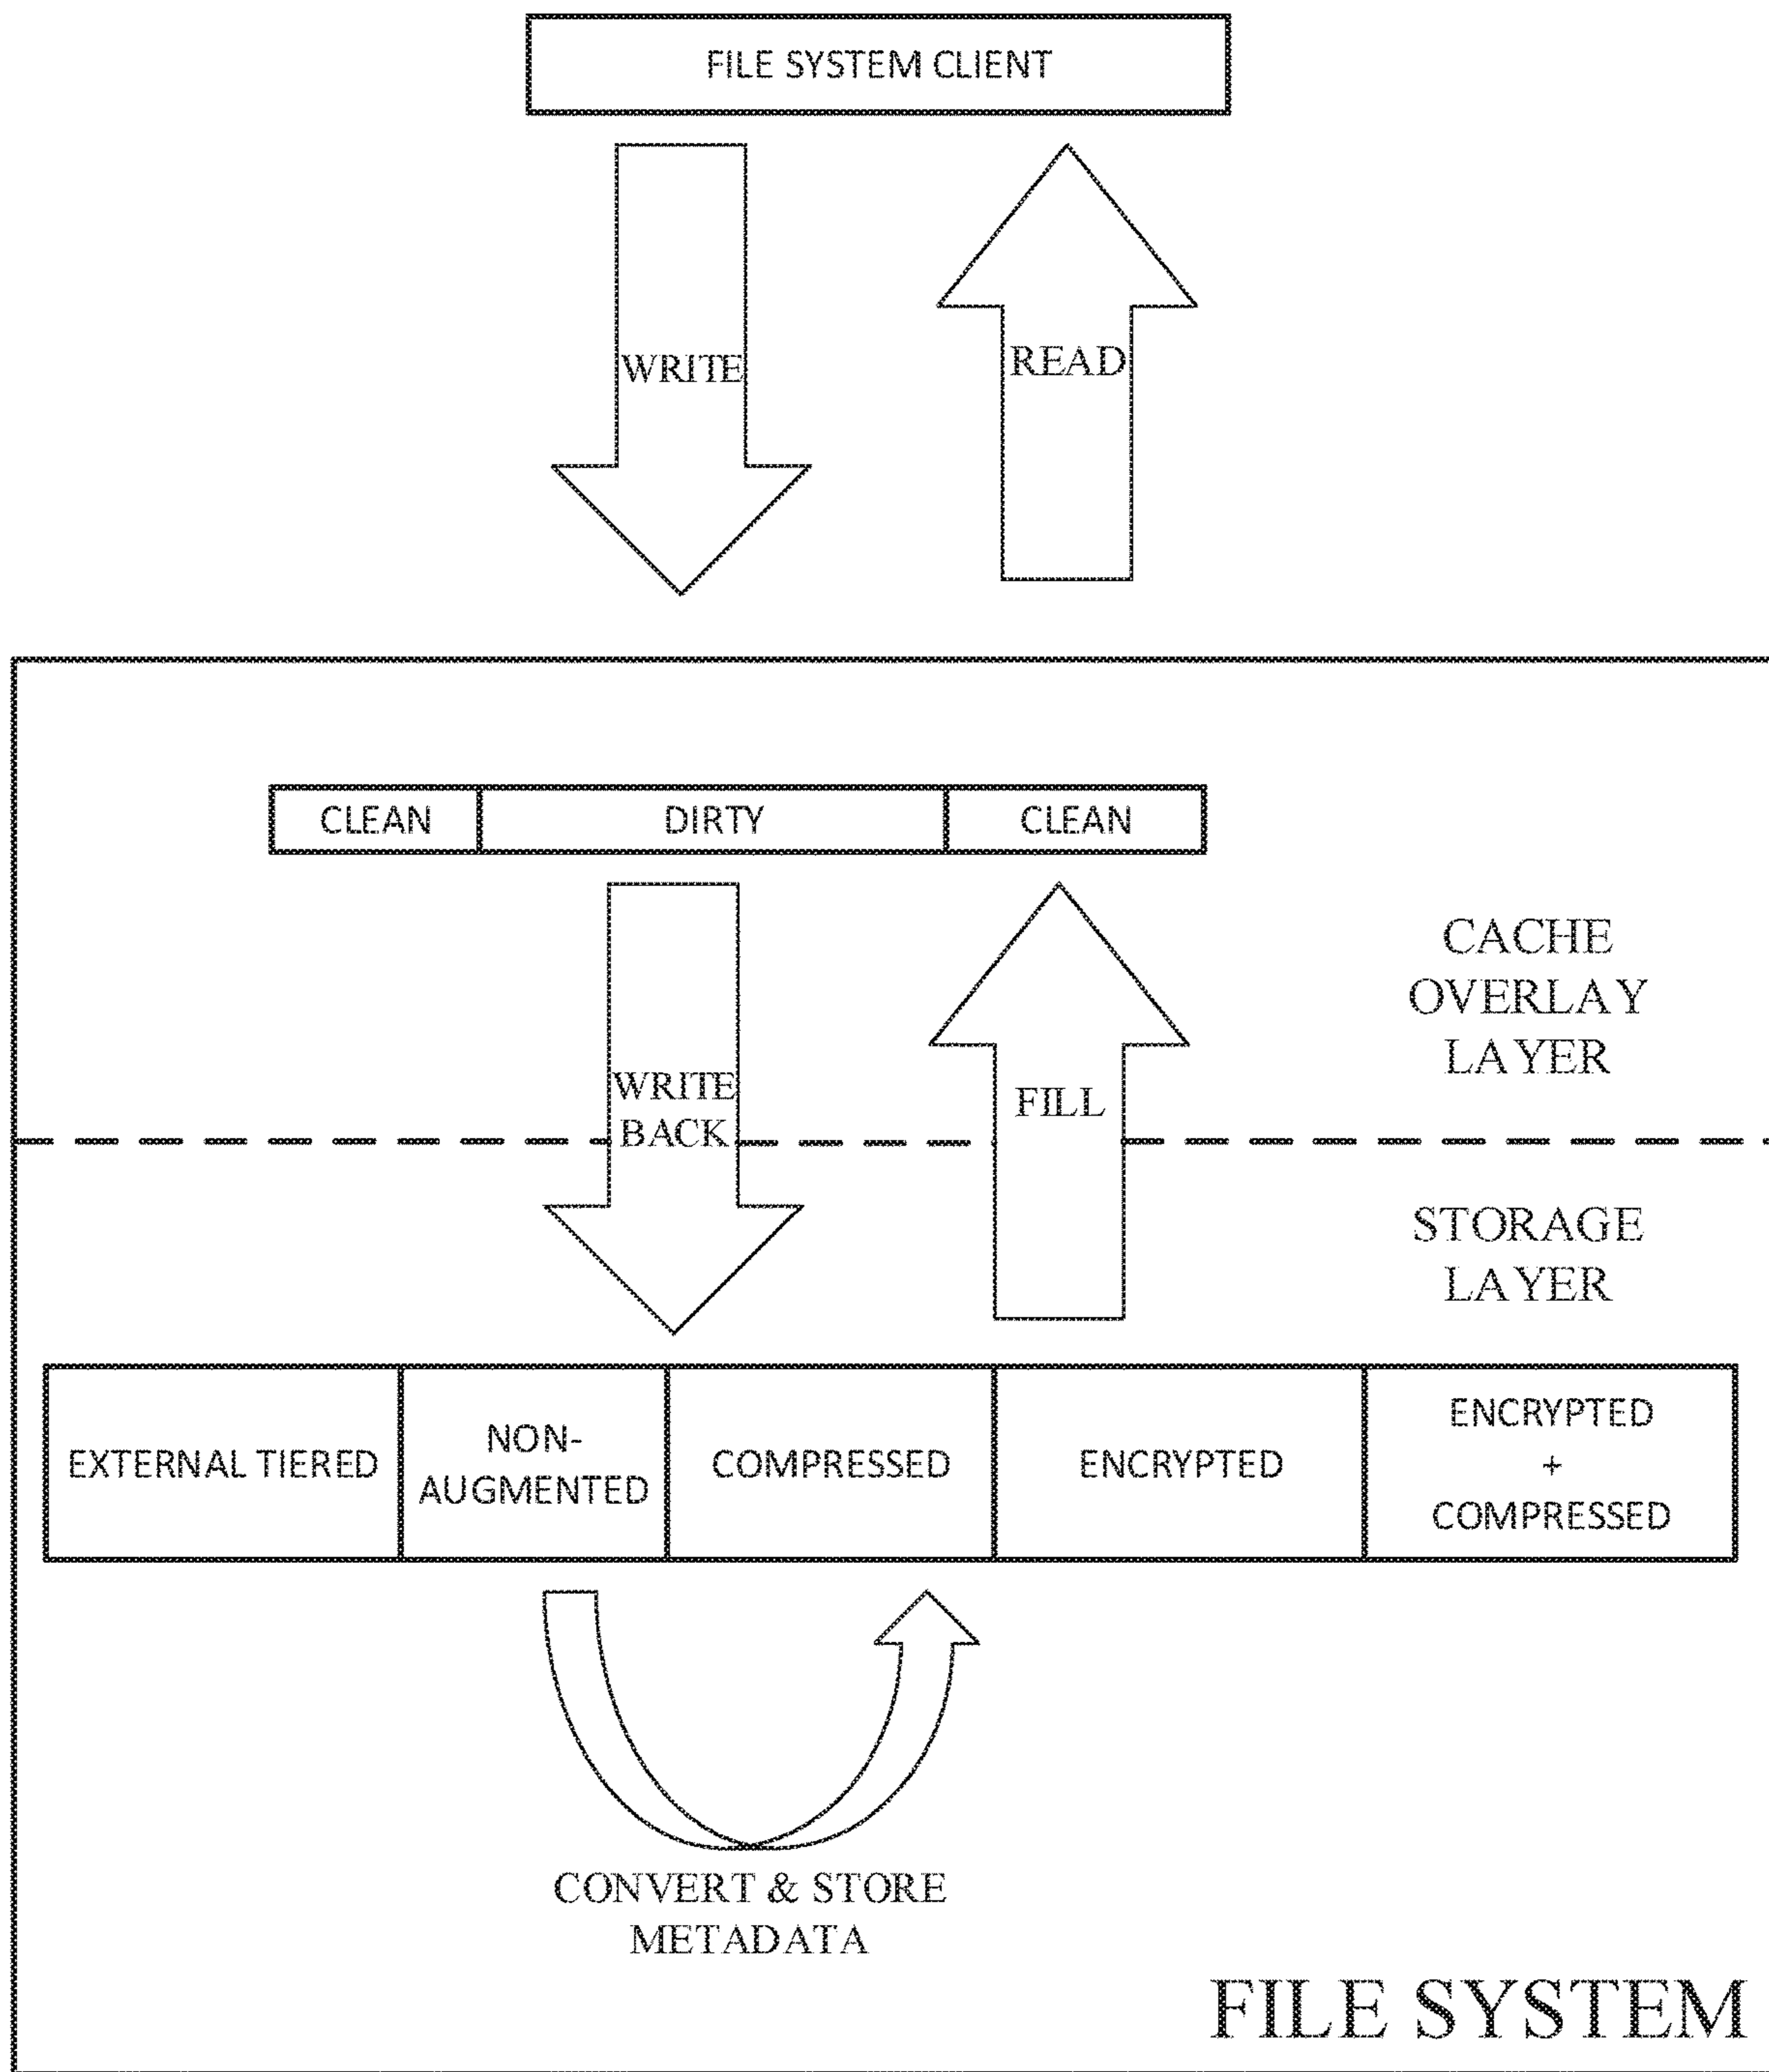 FILE SYSTEM CLIENT
WRITE
READ
CLEAN
DIRTY
CLEAN
CACHE
OVERLAY
LAYER
WRITE
BACK
FILL
STORAGE
LAYER
EXTERNAL TIERED
NON-
AUGMENTED
COMPRESSED
ENCRYPTED
ENCRYPTED
+
COMPRESSED
CONVERT & STORE
METADATA
FILE SYSTEM